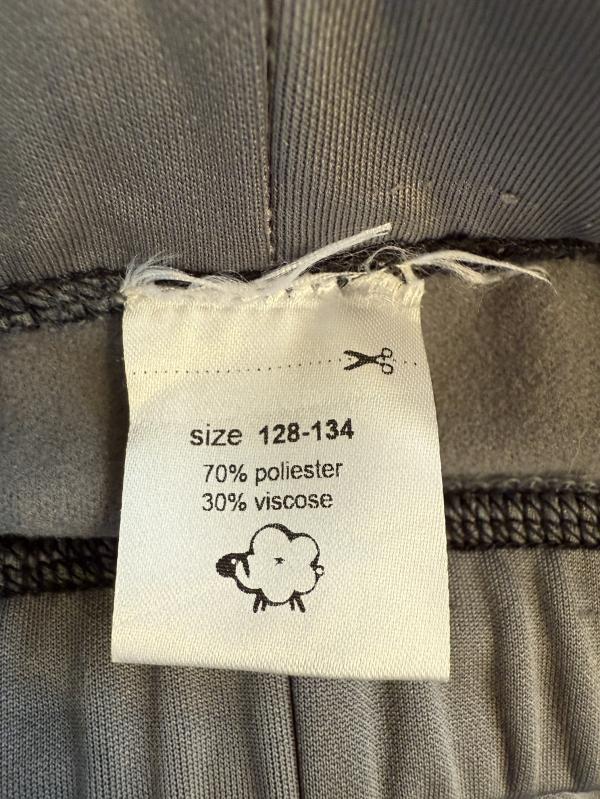 size 128-134
70% poliester
30% viscose